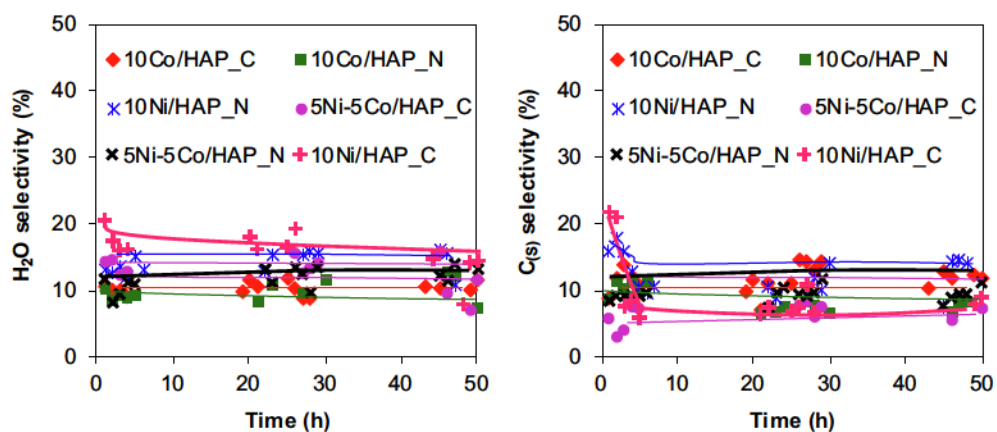 50
40
30
20
10
0
H2O selectivity (%)
10Co/HAP_C 10Co/HAP_N
10Ni/HAP_N 5Ni-5Co/HAP_C
5Ni-5Co/HAP_N 10Ni/HAP_C
0 10 20 30 40 50
Time (h)
50
40
30
20
10
0
C(s) selectivity (%)
10Co/HAP_C 10Co/HAP_N
10Ni/HAP_N 5Ni-5Co/HAP_C
5Ni-5Co/HAP_N 10Ni/HAP_C
0 10 20 30 40 50
Time (h)